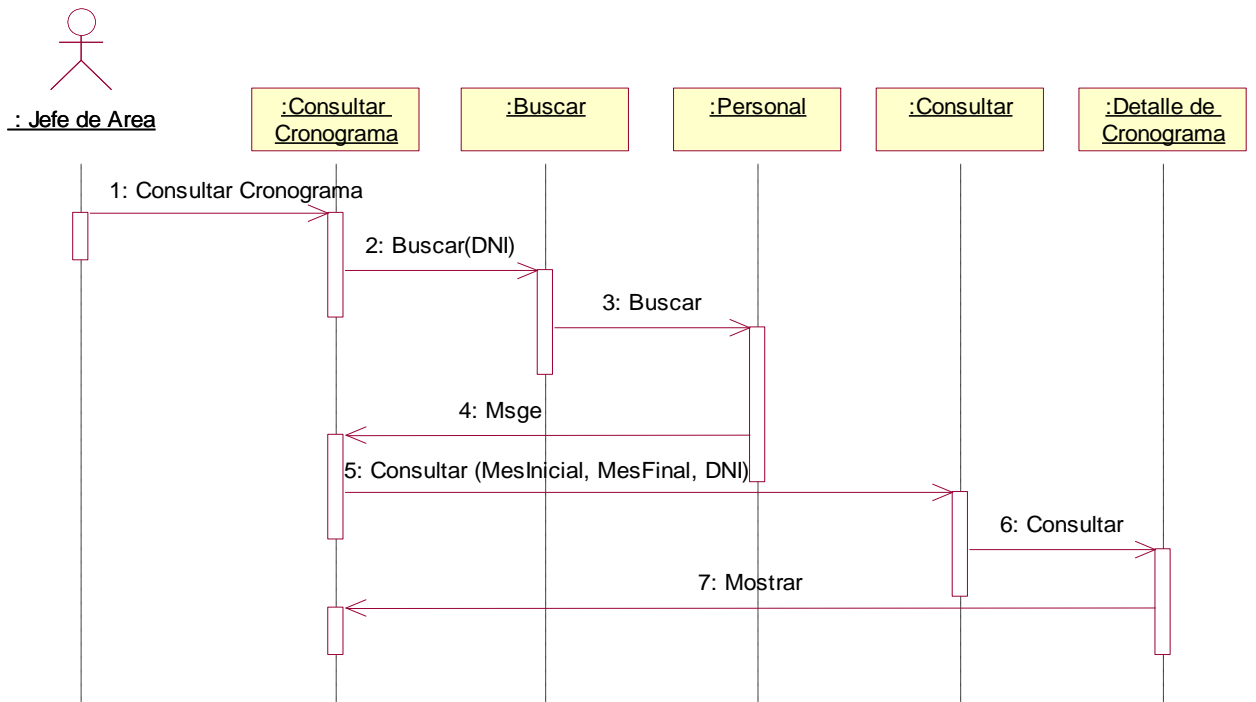 : Jefe de Area
:Consultar
Cronograma
:Buscar
:Personal
:Consultar
:Detalle de
Cronograma
1: Consultar Cronograma
2: Buscar(DNI)
3: Buscar
4: Msge
5: Consultar (MesInicial, MesFinal, DNI)
6: Consultar
7: Mostrar